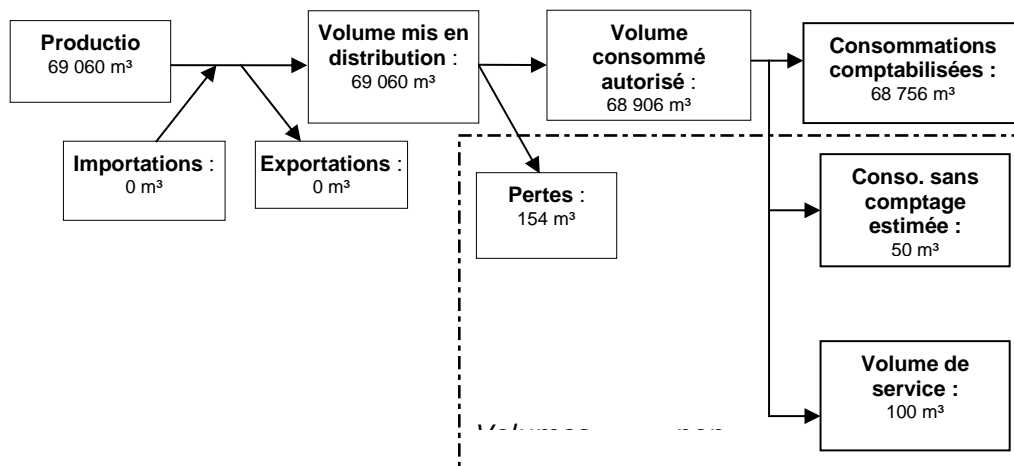 Productio
69 060 m³
Volume mis en
distribution :
69 060 m³
Volume
consommé
autorisé :
68 906 m³
Consommations
comptabilisées :
68 756 m³
Importations :
0 m³
Exportations :
0 m³
Pertes :
154 m³
Conso. sans
comptage
estimée :
50 m³
Volume de
service :
100 m³